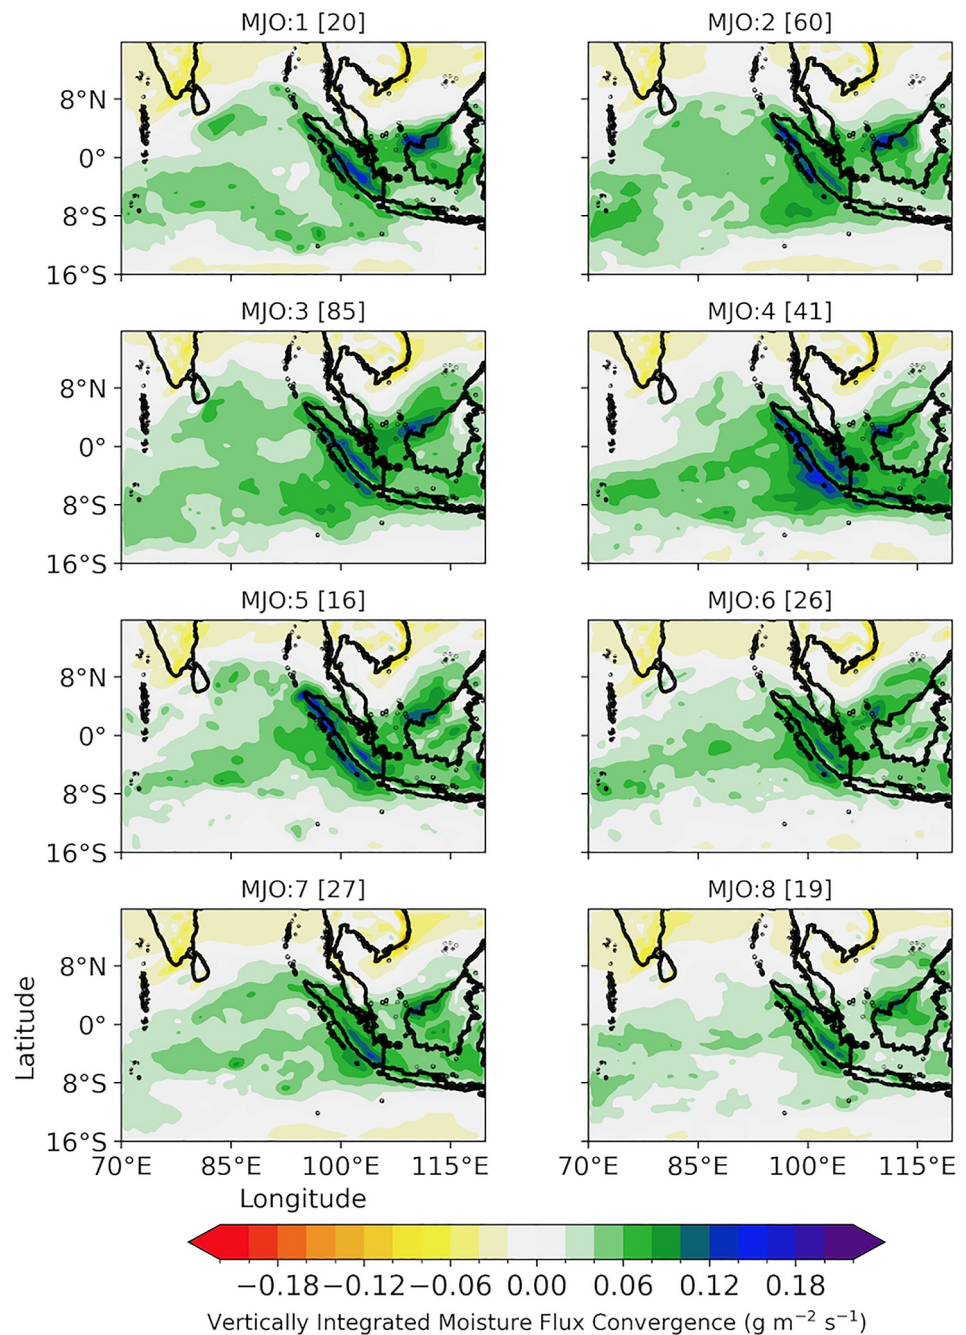 MJO:1 [20]
MJO:2 [60]
8°N
0°
8°S
16°S
MJO:3 [85]
MJO:4 [41]
8°N
0°
8°S
16°S
MJO:5 [16]
MJO:6 [26]
8°N
0°
8°S
16°S
MJO:7 [27]
MJO:8 [19]
8°N
0°
8°S
16°S
Latitude
70°E 85°E 100°E 115°E
70°E 85°E 100°E 115°E
Longitude
−0.18 −0.12 −0.06 0.00 0.06 0.12 0.18
Vertically Integrated Moisture Flux Convergence (g m⁻² s⁻¹)